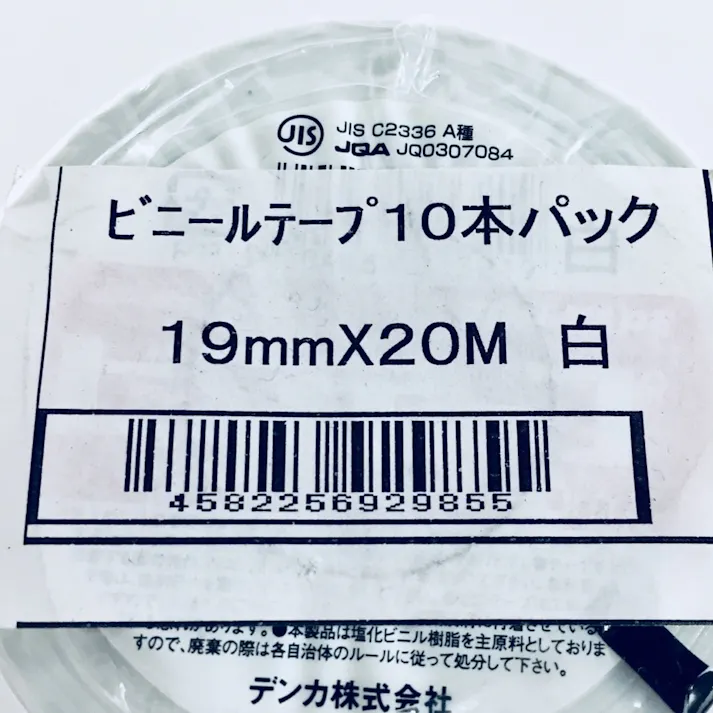 JIS JIS C2336 A種
JQA JQ0307084
ビニールテープ10本パック
19mmX20M 白
4582256929855
●本製品は塩化ビニル樹脂を主原料としておりま
すので、廃棄の際は各自治体のルールに従って処分して下さい。
デンカ株式会社